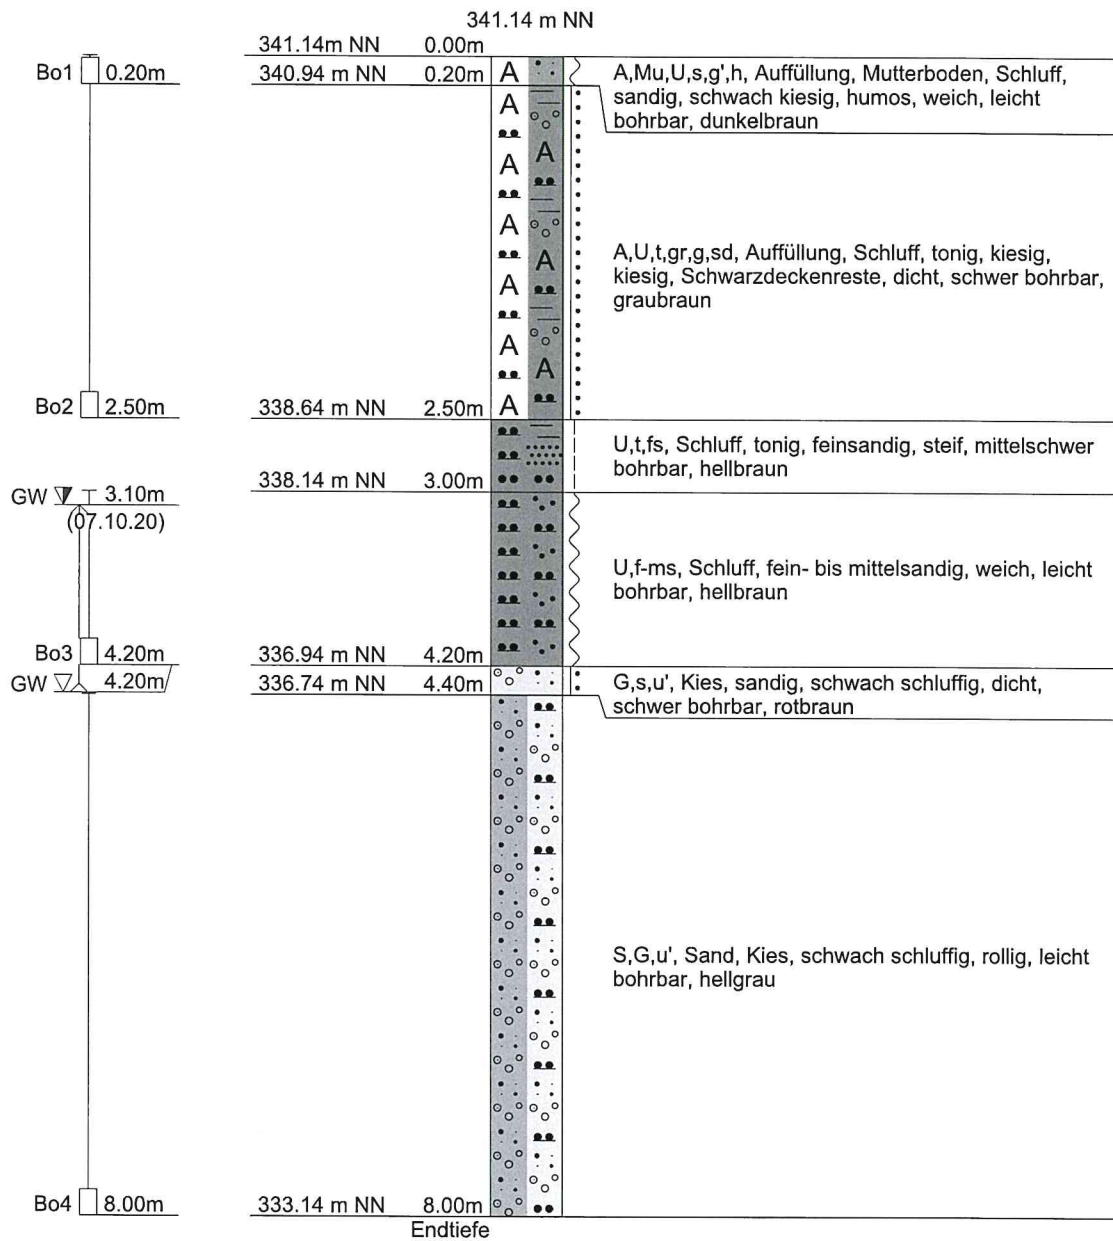 341.14 m NN
341.14m NN 0.00m
Bo1 0.20m 340.94 m NN 0.20m A
A,Mu,U,s,g',h, Auffüllung, Mutterboden, Schluff,
sandig, schwach kiesig, humos, weich, leicht
bohrbar, dunkelbraun
A
A
A
A
A
A
A
A
A
A,U,t,gr,g,sd, Auffüllung, Schluff, tonig, kiesig,
kiesig, Schwarzdeckenreste, dicht, schwer bohrbar,
graubraun
Bo2 2.50m 338.64 m NN 2.50m
U,t,fs, Schluff, tonig, feinsandig, steif, mittelschwer
bohrbar, hellbraun
338.14 m NN 3.00m
GW 3.10m
(07.10.20)
U,f-ms, Schluff, fein- bis mittelsandig, weich, leicht
bohrbar, hellbraun
Bo3 4.20m 336.94 m NN 4.20m
GW 4.20m 336.74 m NN 4.40m
G,s,u', Kies, sandig, schwach schluffig, dicht,
schwer bohrbar, rotbraun
S,G,u', Sand, Kies, schwach schluffig, rollig, leicht
bohrbar, hellgrau
Bo4 8.00m 333.14 m NN 8.00m
Endtiefe